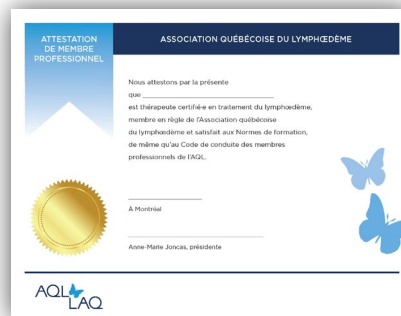 ATTESTATION
DE MEMBRE
PROFESSIONNEL
ASSOCIATION QUÉBÉCOISE DU LYMPHŒDÈME
Nous attestons par la présente
que
est thérapeute certifié·e en traitement du lymphœdème,
membre en règle de l'Association québécoise
du lymphœdème et satisfait aux Normes de formation,
de même qu'au Code de conduite des membres
professionnels de l'AQL.
À Montréal
Anne-Marie Joncas, présidente
AQL
LAQ